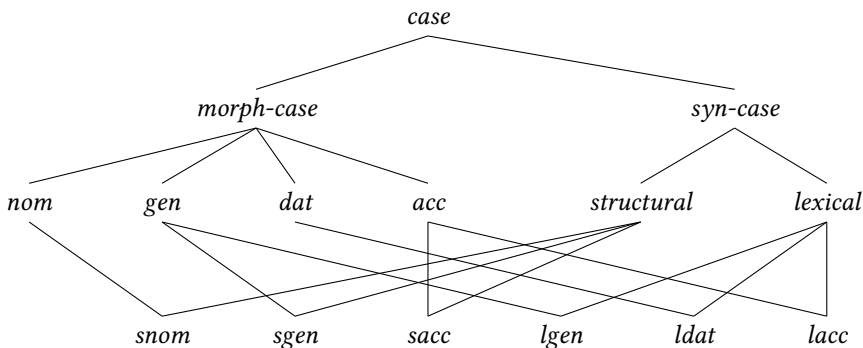 case
morph-case syn-case
nom gen dat acc structural lexical
snom sgen sacc lgen ldat lacc